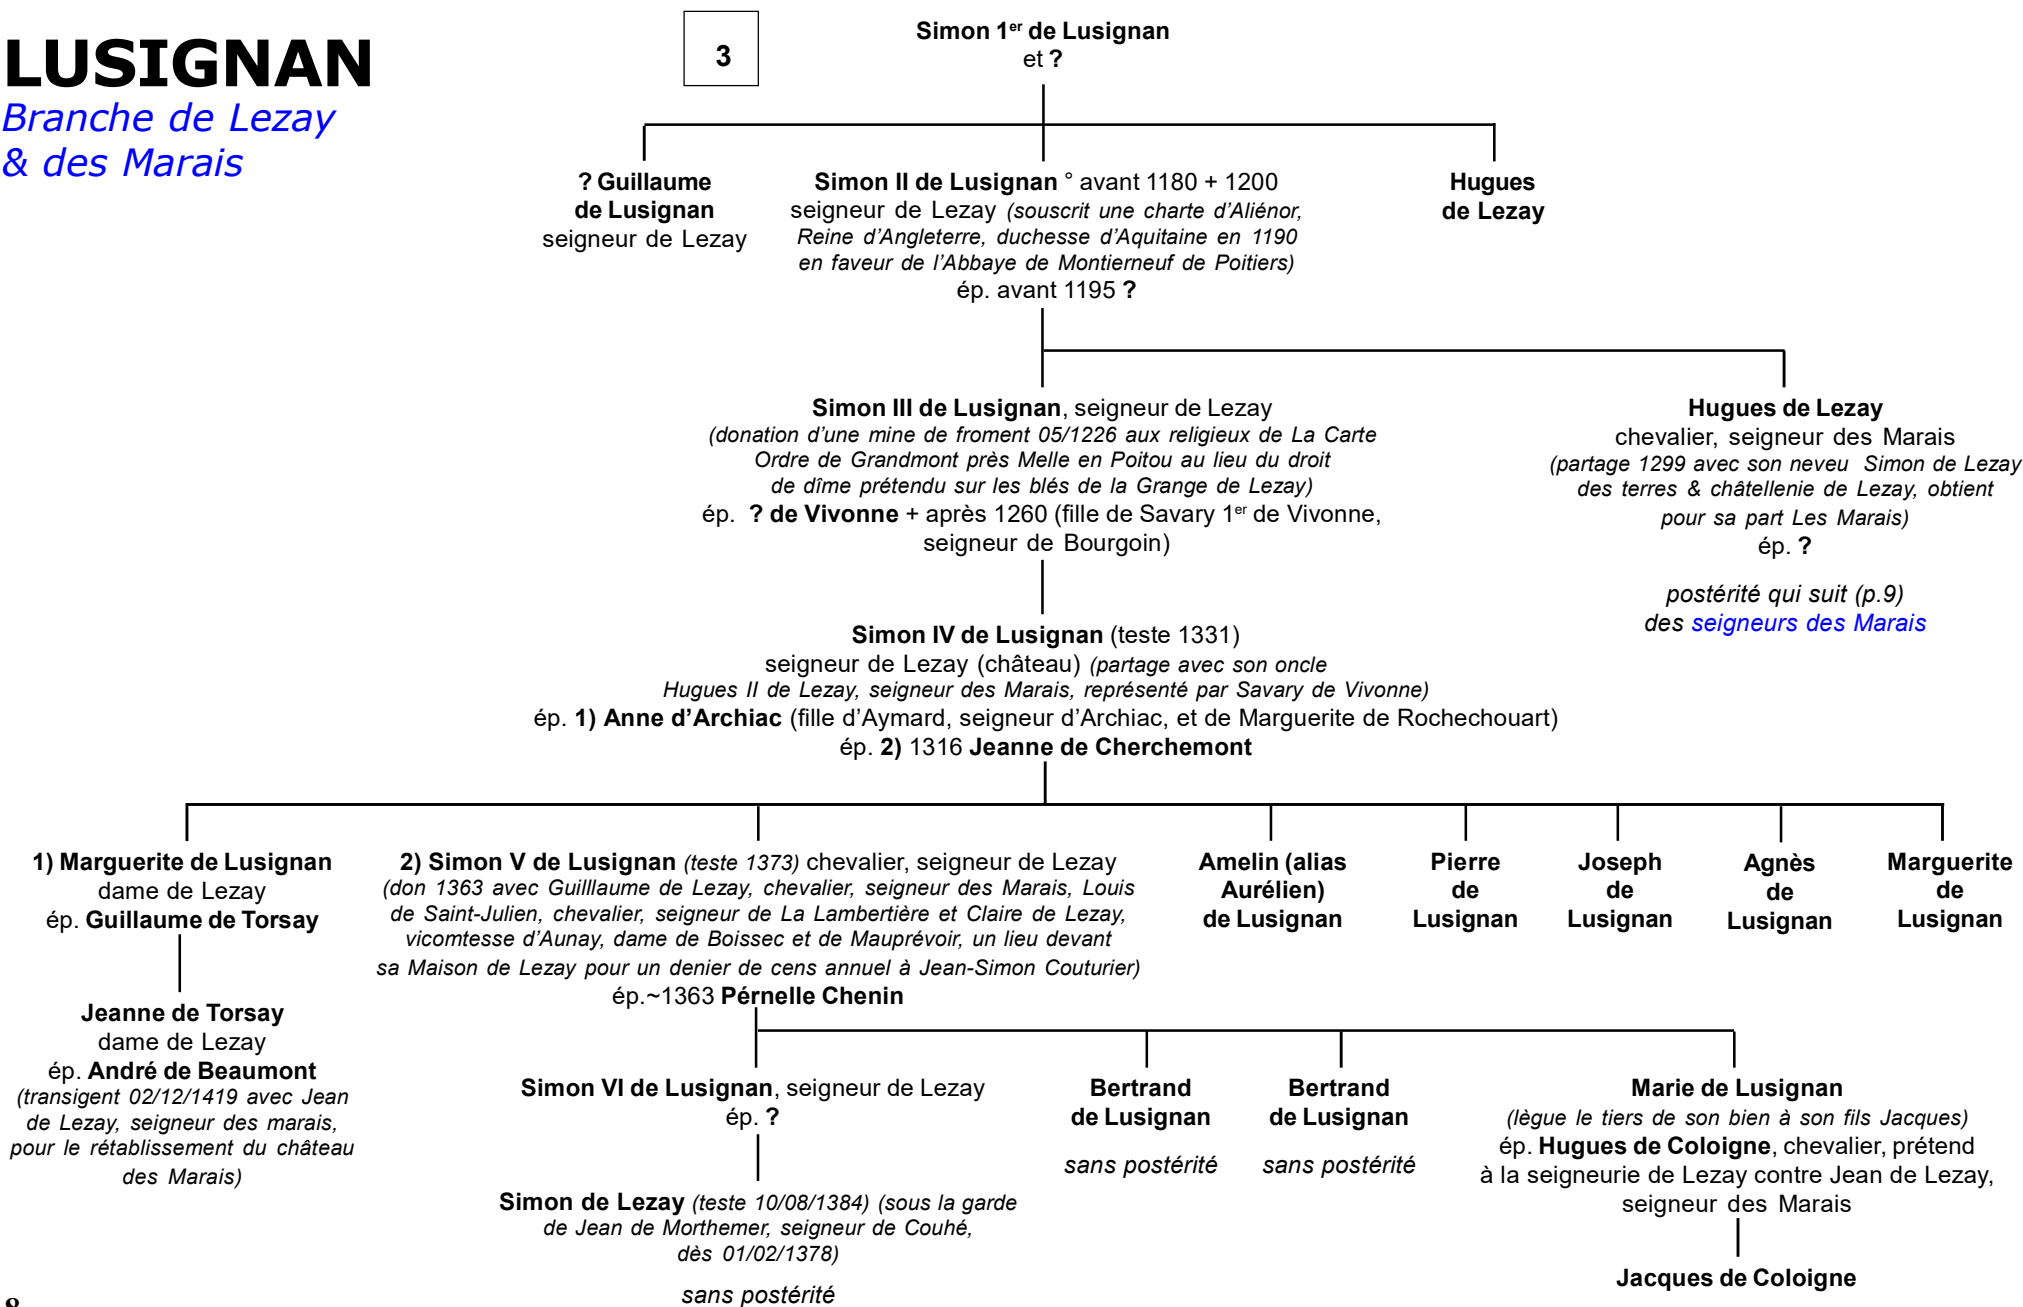 LUSIGNAN
Branche de Lezay
& des Marais
3
Simon 1er de Lusignan
et ?
? Guillaume
de Lusignan
seigneur de Lezay
Simon II de Lusignan ° avant 1180 + 1200
seigneur de Lezay (souscrit une charte d’Aliénor,
Reine d’Angleterre, duchesse d’Aquitaine en 1190
en faveur de l’Abbaye de Montierneuf de Poitiers)
ép. avant 1195 ?
Hugues
de Lezay
Simon III de Lusignan, seigneur de Lezay
(donation d’une mine de froment 05/1226 aux religieux de La Carte
Ordre de Grandmont près Melle en Poitou au lieu du droit
de dîme prétendu sur les blés de la Grange de Lezay)
ép. ? de Vivonne + après 1260 (fille de Savary 1er de Vivonne,
seigneur de Bourgoin)
Hugues de Lezay
chevalier, seigneur des Marais
(partage 1299 avec son neveu Simon de Lezay
des terres & châtellenie de Lezay, obtient
pour sa part Les Marais)
ép. ?
postérité qui suit (p.9)
des seigneurs des Marais
Simon IV de Lusignan (teste 1331)
seigneur de Lezay (château) (partage avec son oncle
Hugues II de Lezay, seigneur des Marais, représenté par Savary de Vivonne)
ép. 1) Anne d’Archiac (fille d’Aymard, seigneur d’Archiac, et de Marguerite de Rochechouart)
ép. 2) 1316 Jeanne de Cherchemont
1) Marguerite de Lusignan
dame de Lezay
ép. Guillaume de Torsay
2) Simon V de Lusignan (teste 1373) chevalier, seigneur de Lezay
(don 1363 avec Guilllaume de Lezay, chevalier, seigneur des Marais, Louis
de Saint-Julien, chevalier, seigneur de La Lambertière et Claire de Lezay,
vicomtesse d’Aunay, dame de Boissec et de Mauprévoir, un lieu devant
sa Maison de Lezay pour un denier de cens annuel à Jean-Simon Couturier)
ép.~1363 Pérnelle Chenin
Amelin (alias
Aurélien)
de Lusignan
Pierre
de
Lusignan
Joseph
de
Lusignan
Agnès
de
Lusignan
Marguerite
de
Lusignan
Jeanne de Torsay
dame de Lezay
ép. André de Beaumont
(transigent 02/12/1419 avec Jean
de Lezay, seigneur des marais,
pour le rétablissement du château
des Marais)
Simon VI de Lusignan, seigneur de Lezay
ép. ?
Bertrand
de Lusignan
sans postérité
Bertrand
de Lusignan
sans postérité
Marie de Lusignan
(lègue le tiers de son bien à son fils Jacques)
ép. Hugues de Coloigne, chevalier, prétend
à la seigneurie de Lezay contre Jean de Lezay,
seigneur des Marais
Simon de Lezay (teste 10/08/1384) (sous la garde
de Jean de Morthemer, seigneur de Couhé,
dès 01/02/1378)
sans postérité
Jacques de Coloigne
8